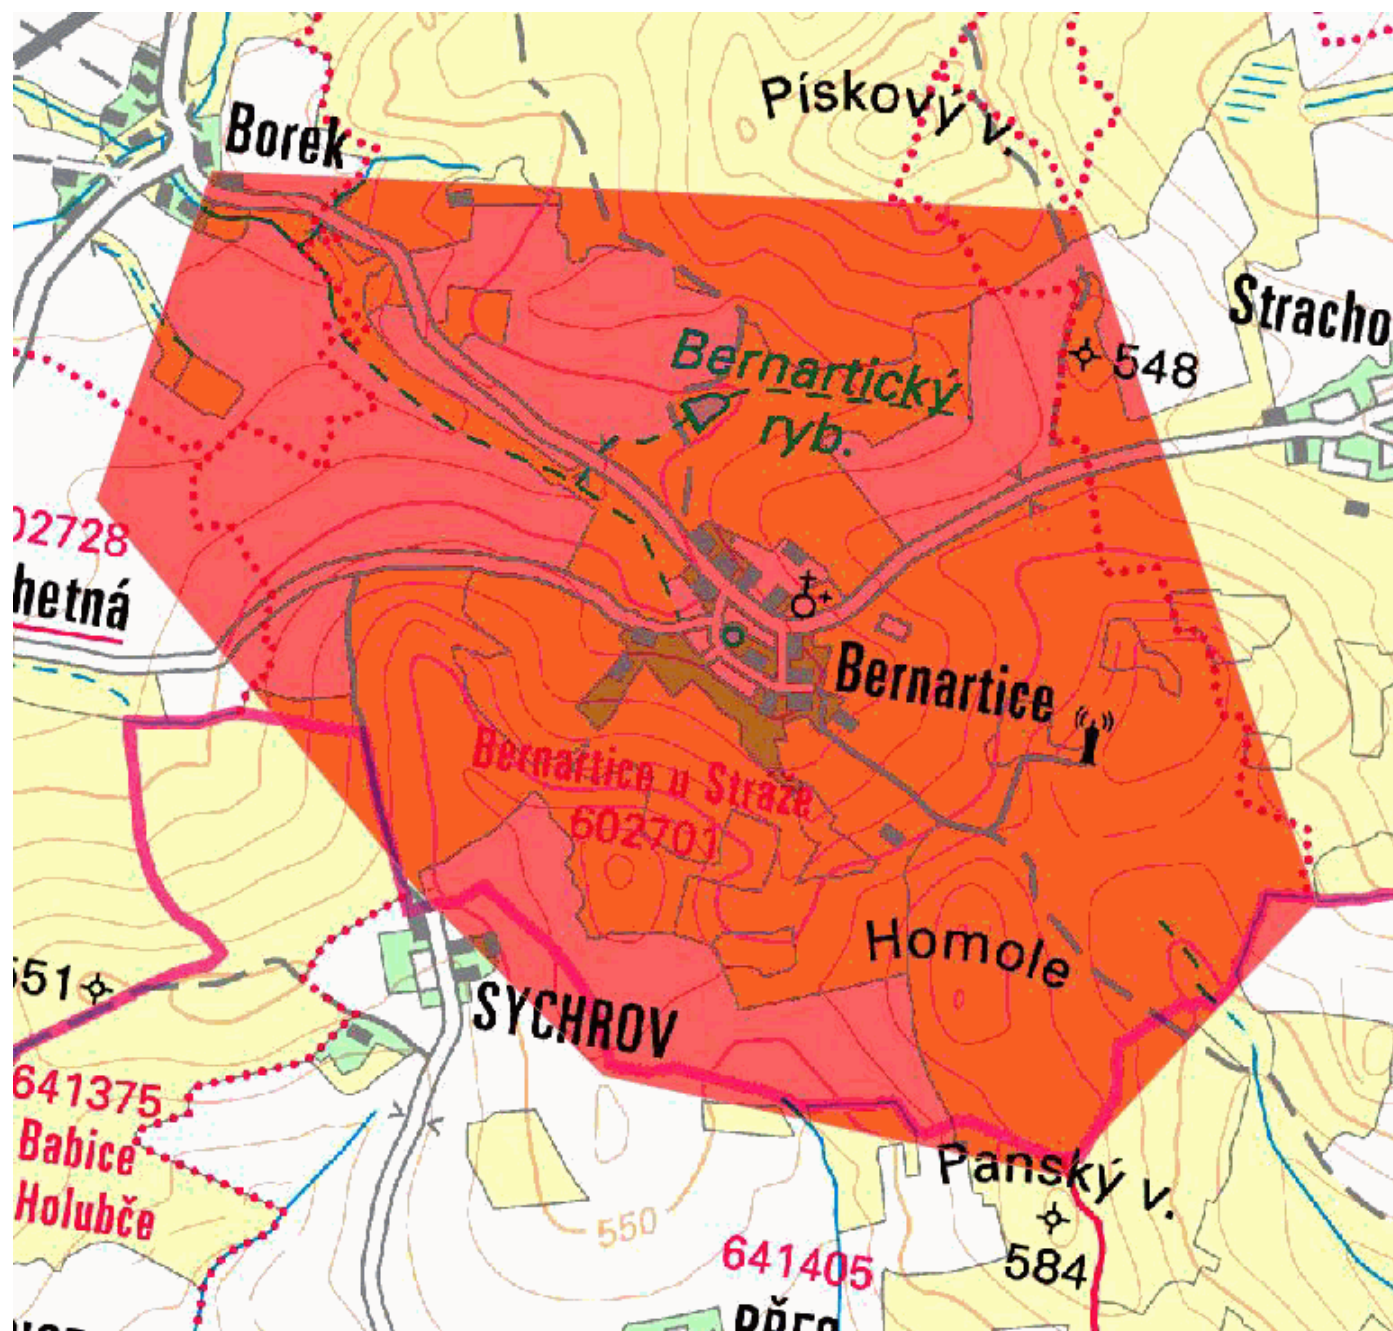 Pískový v.
Borek
Stracho
Bernartický
ryb.
548
02728
hetná
Bernartice
Bernartice u Stráže
602701
Homole
551
SYCHROV
641375
Babice
Holubče
Panský v.
550
641405
584